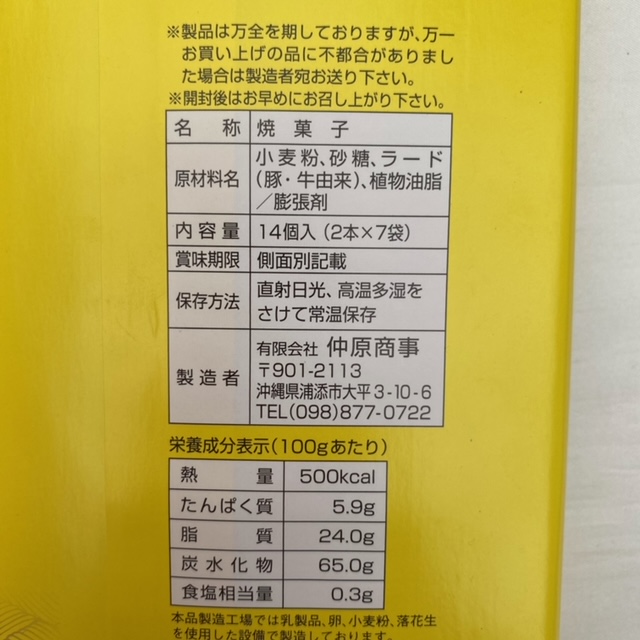 ※製品は万全を期しておりますが、万一
お買い上げの品に不都合がありまし
た場合は製造者宛お送り下さい。
※開封後はお早めにお召し上がり下さい。
名 称 焼 菓 子
原材料名 小麦粉、砂糖、ラード
(豚・牛由来)、植物油脂
/膨張剤
内容量 14個入(2本×7袋)
賞味期限 側面別記載
保存方法 直射日光、高温多湿を
さけて常温保存
製造者 有限会社 仲原商事
〒901-2113
沖縄県浦添市大平3-10-6
TEL(098)877-0722
栄養成分表示(100gあたり)
熱 量 500kcal
たんぱく質 5.9g
脂 質 24.0g
炭水化物 65.0g
食塩相当量 0.3g
本品製造工場では乳製品、卵、小麦粉、落花生
を使用した設備で製造しております。